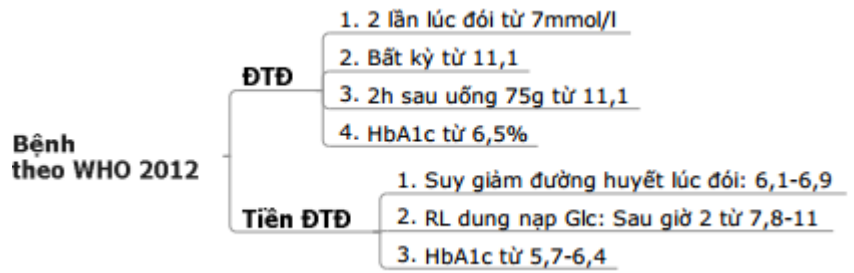 Bệnh
theo WHO 2012
ĐTĐ
1. 2 lần lúc đói từ 7mmol/l
2. Bất kỳ từ 11,1
3. 2h sau uống 75g từ 11,1
4. HbA1c từ 6,5%
Tiền ĐTĐ
1. Suy giảm đường huyết lúc đói: 6,1-6,9
2. RL dung nạp Glc: Sau giờ 2 từ 7,8-11
3. HbA1c từ 5,7-6,4